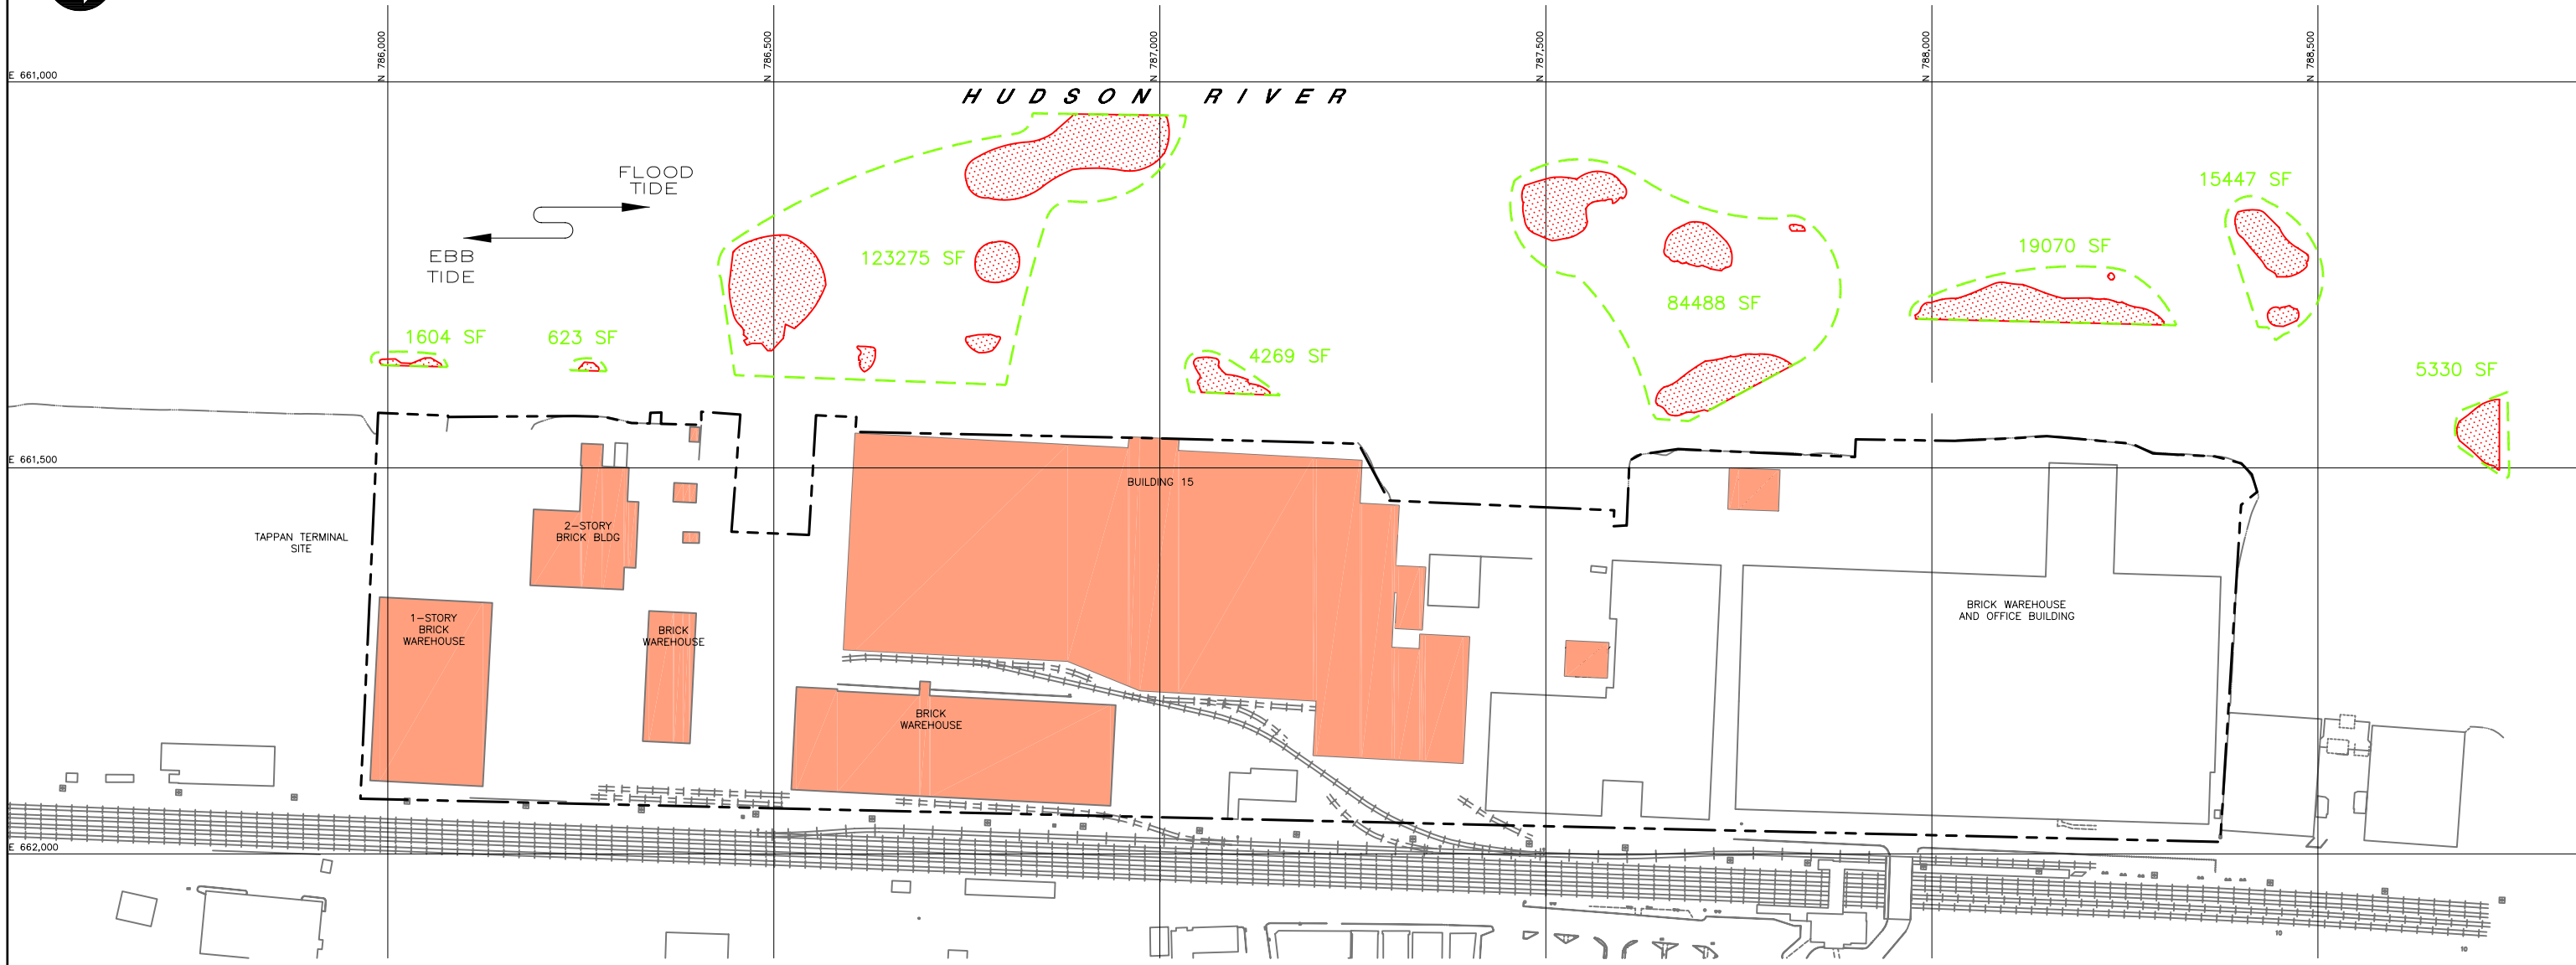 N 786,000
N 786,500
N 787,000
N 787,500
N 788,000
N 788,500
E 661,000
HUDSON RIVER
FLOOD
TIDE
EBB
TIDE
15447 SF
19070 SF
123275 SF
84488 SF
1604 SF
623 SF
4269 SF
5330 SF
E 661,500
BUILDING 15
2-STORY
BRICK BLDG
TAPPAN TERMINAL
SITE
1-STORY
BRICK
WAREHOUSE
BRICK
WAREHOUSE
BRICK WAREHOUSE
AND OFFICE BUILDING
BRICK
WAREHOUSE
E 662,000
10
10